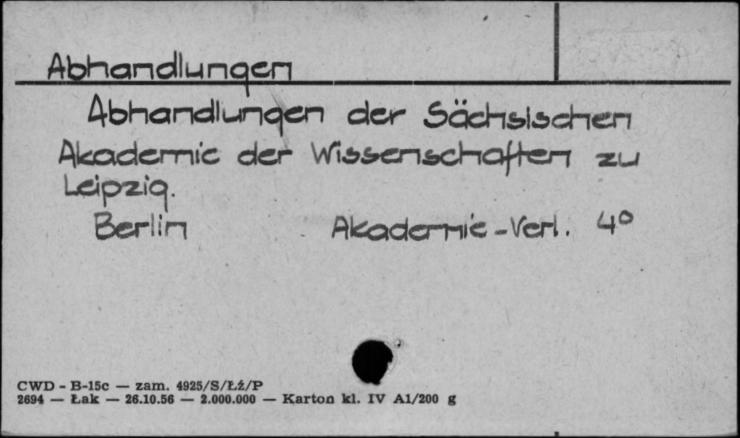 Abhandlungen
Abhandlungen der Sächsischen
Akademie der Wissenschaften zu
Leipzig.
Berlin Akademie-Verl. 4°
CWD - B-15c — zam. 4925/S/Łź/P
2694 — Łak — 26.10.56 — 2.000.000 — Karton kl. IV A1/200 g